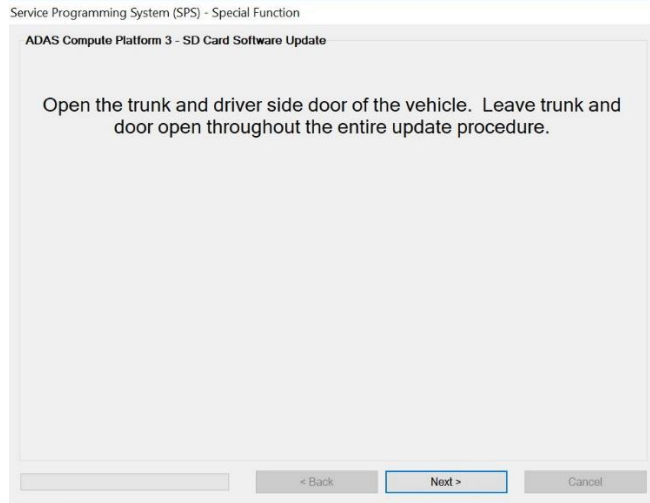 Service Programming System (SPS) - Special Function
ADAS Compute Platform 3 - SD Card Software Update
Open the trunk and driver side door of the vehicle. Leave trunk and
door open throughout the entire update procedure.
< Back Next > Cancel